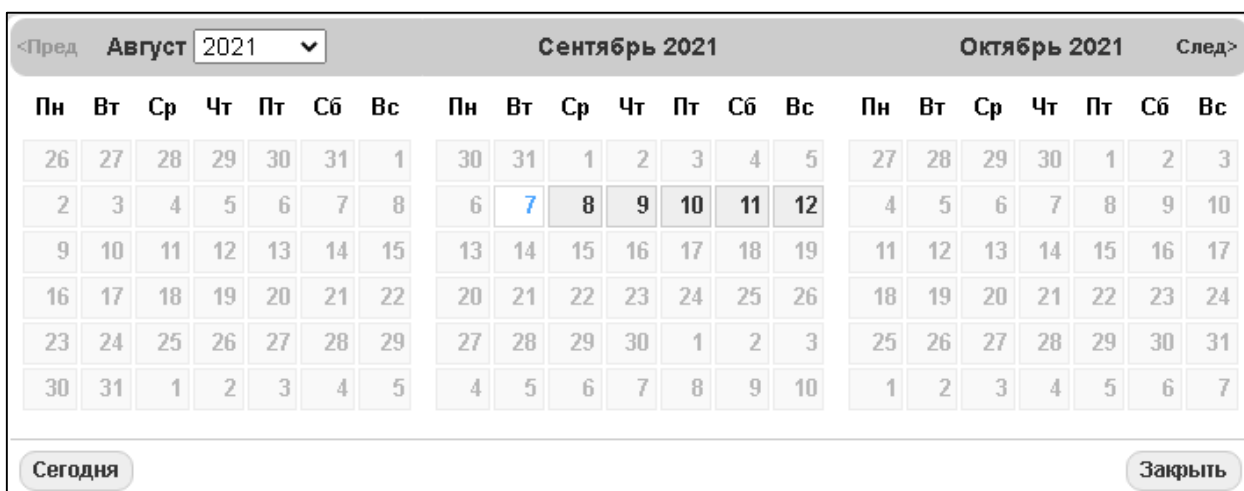 <Пред Август 2021 Сентябрь 2021 Октябрь 2021 След>
Пн Вт Ср Чт Пт Сб Вс Пн Вт Ср Чт Пт Сб Вс Пн Вт Ср Чт Пт Сб Вс
26 27 28 29 30 31 1 30 31 1 2 3 4 5 27 28 29 30 1 2 3
2 3 4 5 6 7 8 6 7 8 9 10 11 12 4 5 6 7 8 9 10
9 10 11 12 13 14 15 13 14 15 16 17 18 19 11 12 13 14 15 16 17
16 17 18 19 20 21 22 20 21 22 23 24 25 26 18 19 20 21 22 23 24
23 24 25 26 27 28 29 27 28 29 30 1 2 3 25 26 27 28 29 30 31
30 31 1 2 3 4 5 4 5 6 7 8 9 10 1 2 3 4 5 6 7
Сегодня Закрыть